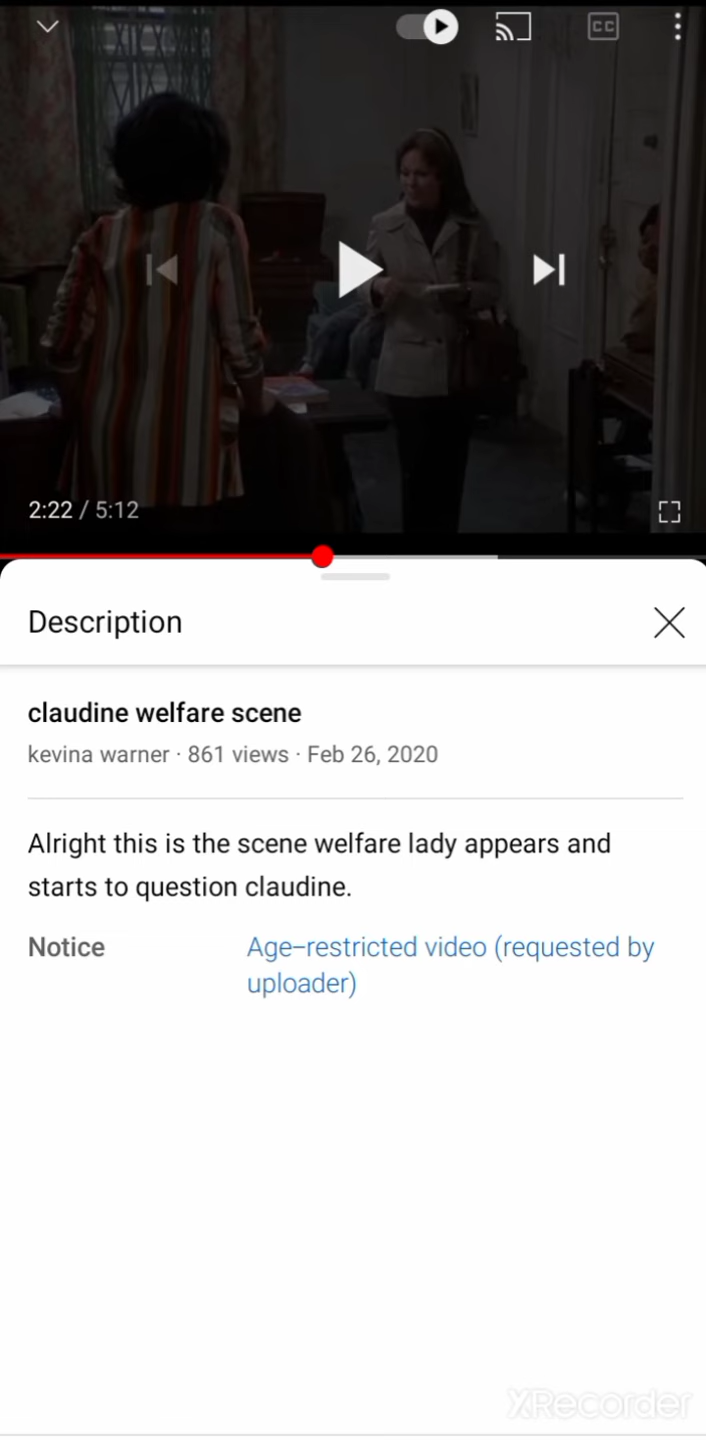 CC
2:22 / 5:12
Description
claudine welfare scene
kevina warner · 861 views · Feb 26, 2020
Alright this is the scene welfare lady appears and
starts to question claudine.
Notice Age-restricted video (requested by
uploader)
XRecorder